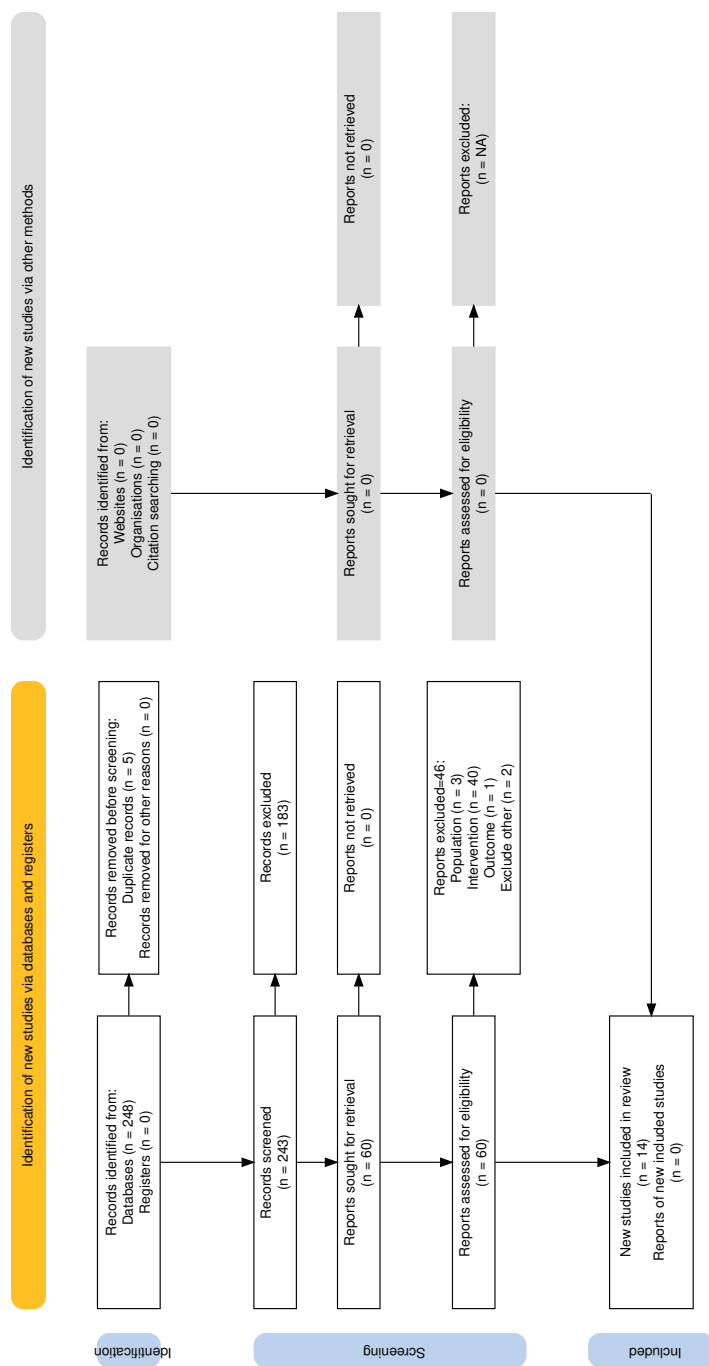 Identification of new studies via databases and registers
Identification of new studies via other methods
Identification
Records identified from:
Databases (n = 248)
Registers (n = 0)
Records removed before screening:
Duplicate records (n = 5)
Records removed for other reasons (n = 0)
Records identified from:
Websites (n = 0)
Organisations (n = 0)
Citation searching (n = 0)
Screening
Records screened
(n = 243)
Records excluded
(n = 183)
Reports sought for retrieval
(n = 60)
Reports not retrieved
(n = 0)
Reports sought for retrieval
(n = 0)
Reports not retrieved
(n = 0)
Reports assessed for eligibility
(n = 60)
Reports excluded=46:
Population (n = 3)
Intervention (n = 40)
Outcome (n = 1)
Exclude other (n = 2)
Reports assessed for eligibility
(n = 0)
Reports excluded:
(n = NA)
Included
New studies included in review
(n = 14)
Reports of new included studies
(n = 0)